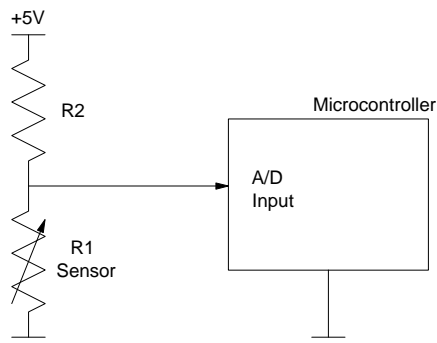 +5V
R2
Microcontroller
A/D
Input
R1
Sensor